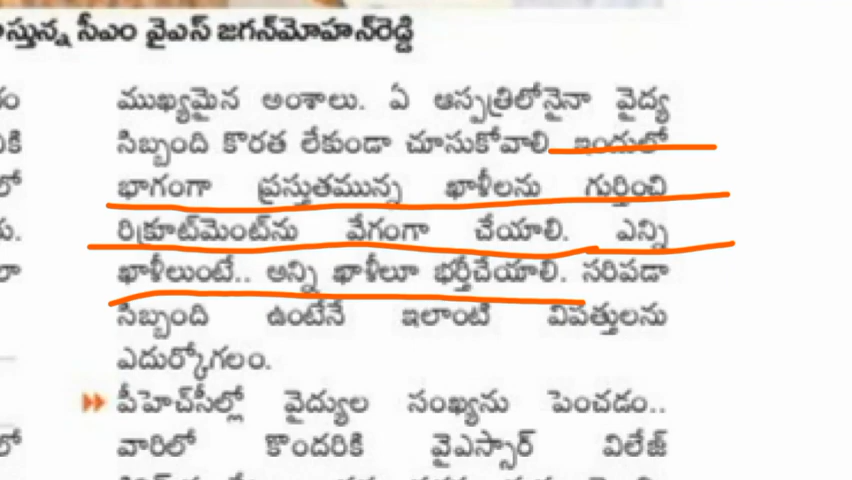 స్తున్న సీఎం వైఎస్ జగన్‌మోహన్‌రెడ్డి
ముఖ్యమైన అంశాలు. ఏ ఆస్పత్రిలోనైనా వైద్య
సిబ్బంది కొరత లేకుండా చూసుకోవాలి. ఇందులో
భాగంగా ప్రస్తుతమున్న ఖాళీలను గుర్తించి
రిక్రూట్‌మెంట్‌ను వేగంగా చేయాలి. ఎన్ని
ఖాళీలుంటే.. అన్ని ఖాళీలూ భర్తీచేయాలి. సరిపడా
సిబ్బంది ఉంటేనే ఇలాంటి విపత్తులను
ఎదుర్కోగలం.
పీహెచ్‌సీల్లో వైద్యుల సంఖ్యను పెంచడం..
వారిలో కొందరికి వైఎస్సార్ విలేజ్